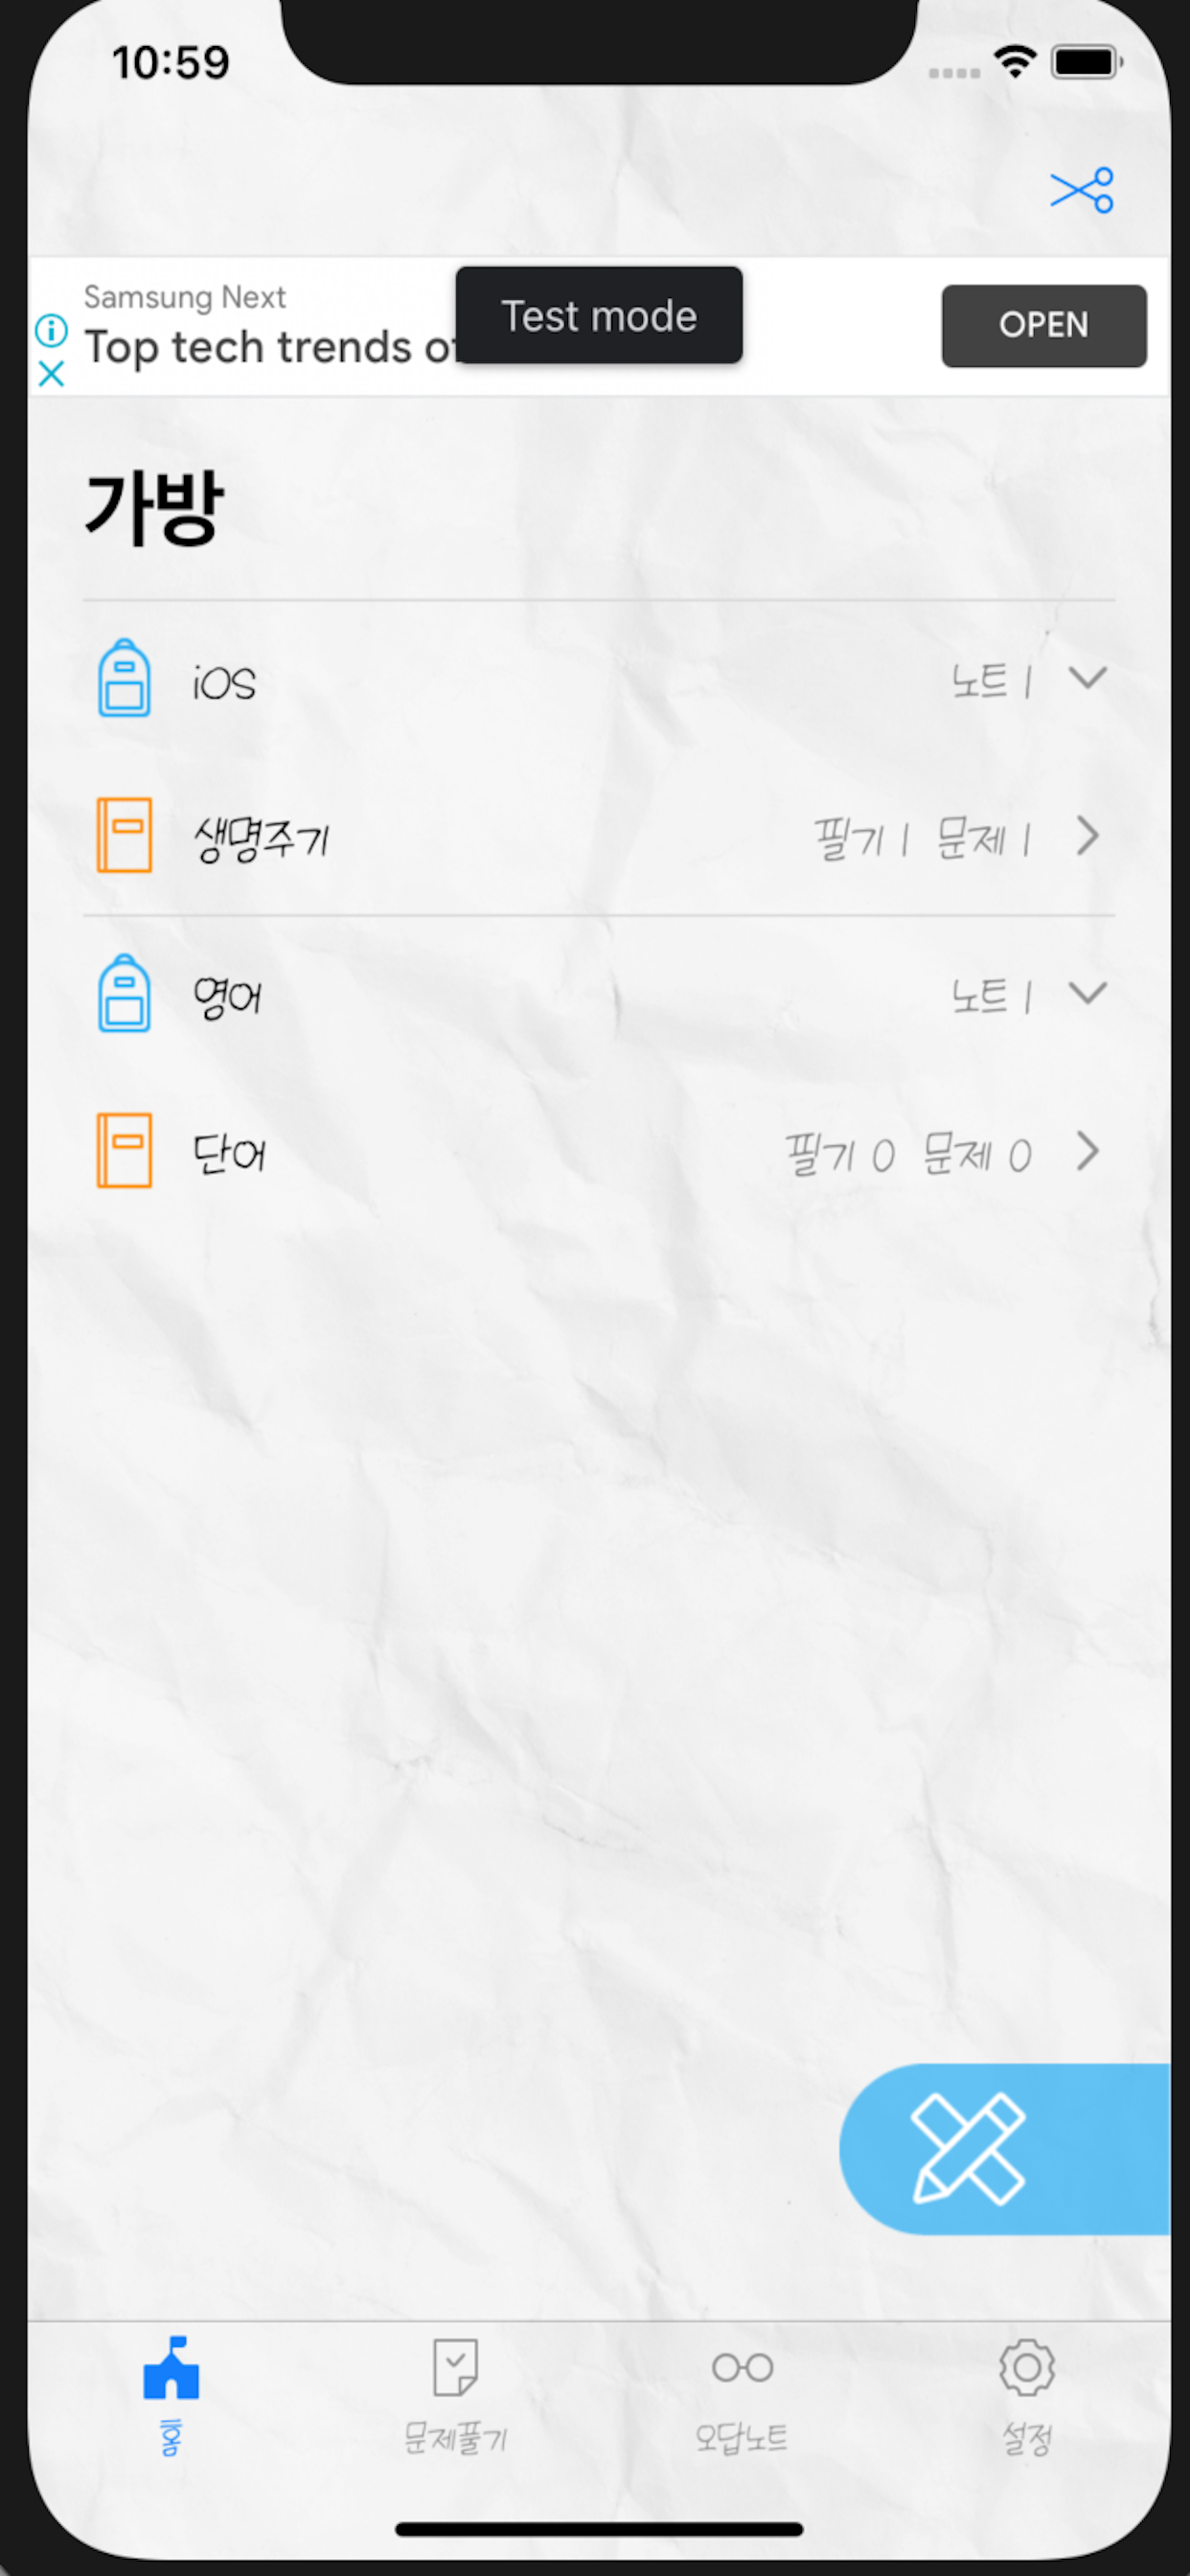 10:59
Samsung Next
Top tech trends of
Test mode
OPEN
가방
iOS 노트 1
생명주기 필기 1 문제 1
영어 노트 1
단어 필기 0 문제 0
홈 문제풀기 오답노트 설정